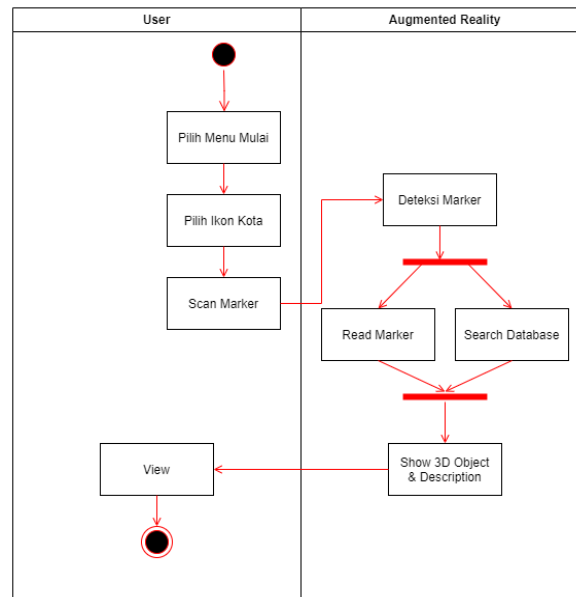 User
Augmented Reality
Pilih Menu Mulai
Pilih Ikon Kota
Scan Marker
Deteksi Marker
Read Marker
Search Database
Show 3D Object
& Description
View